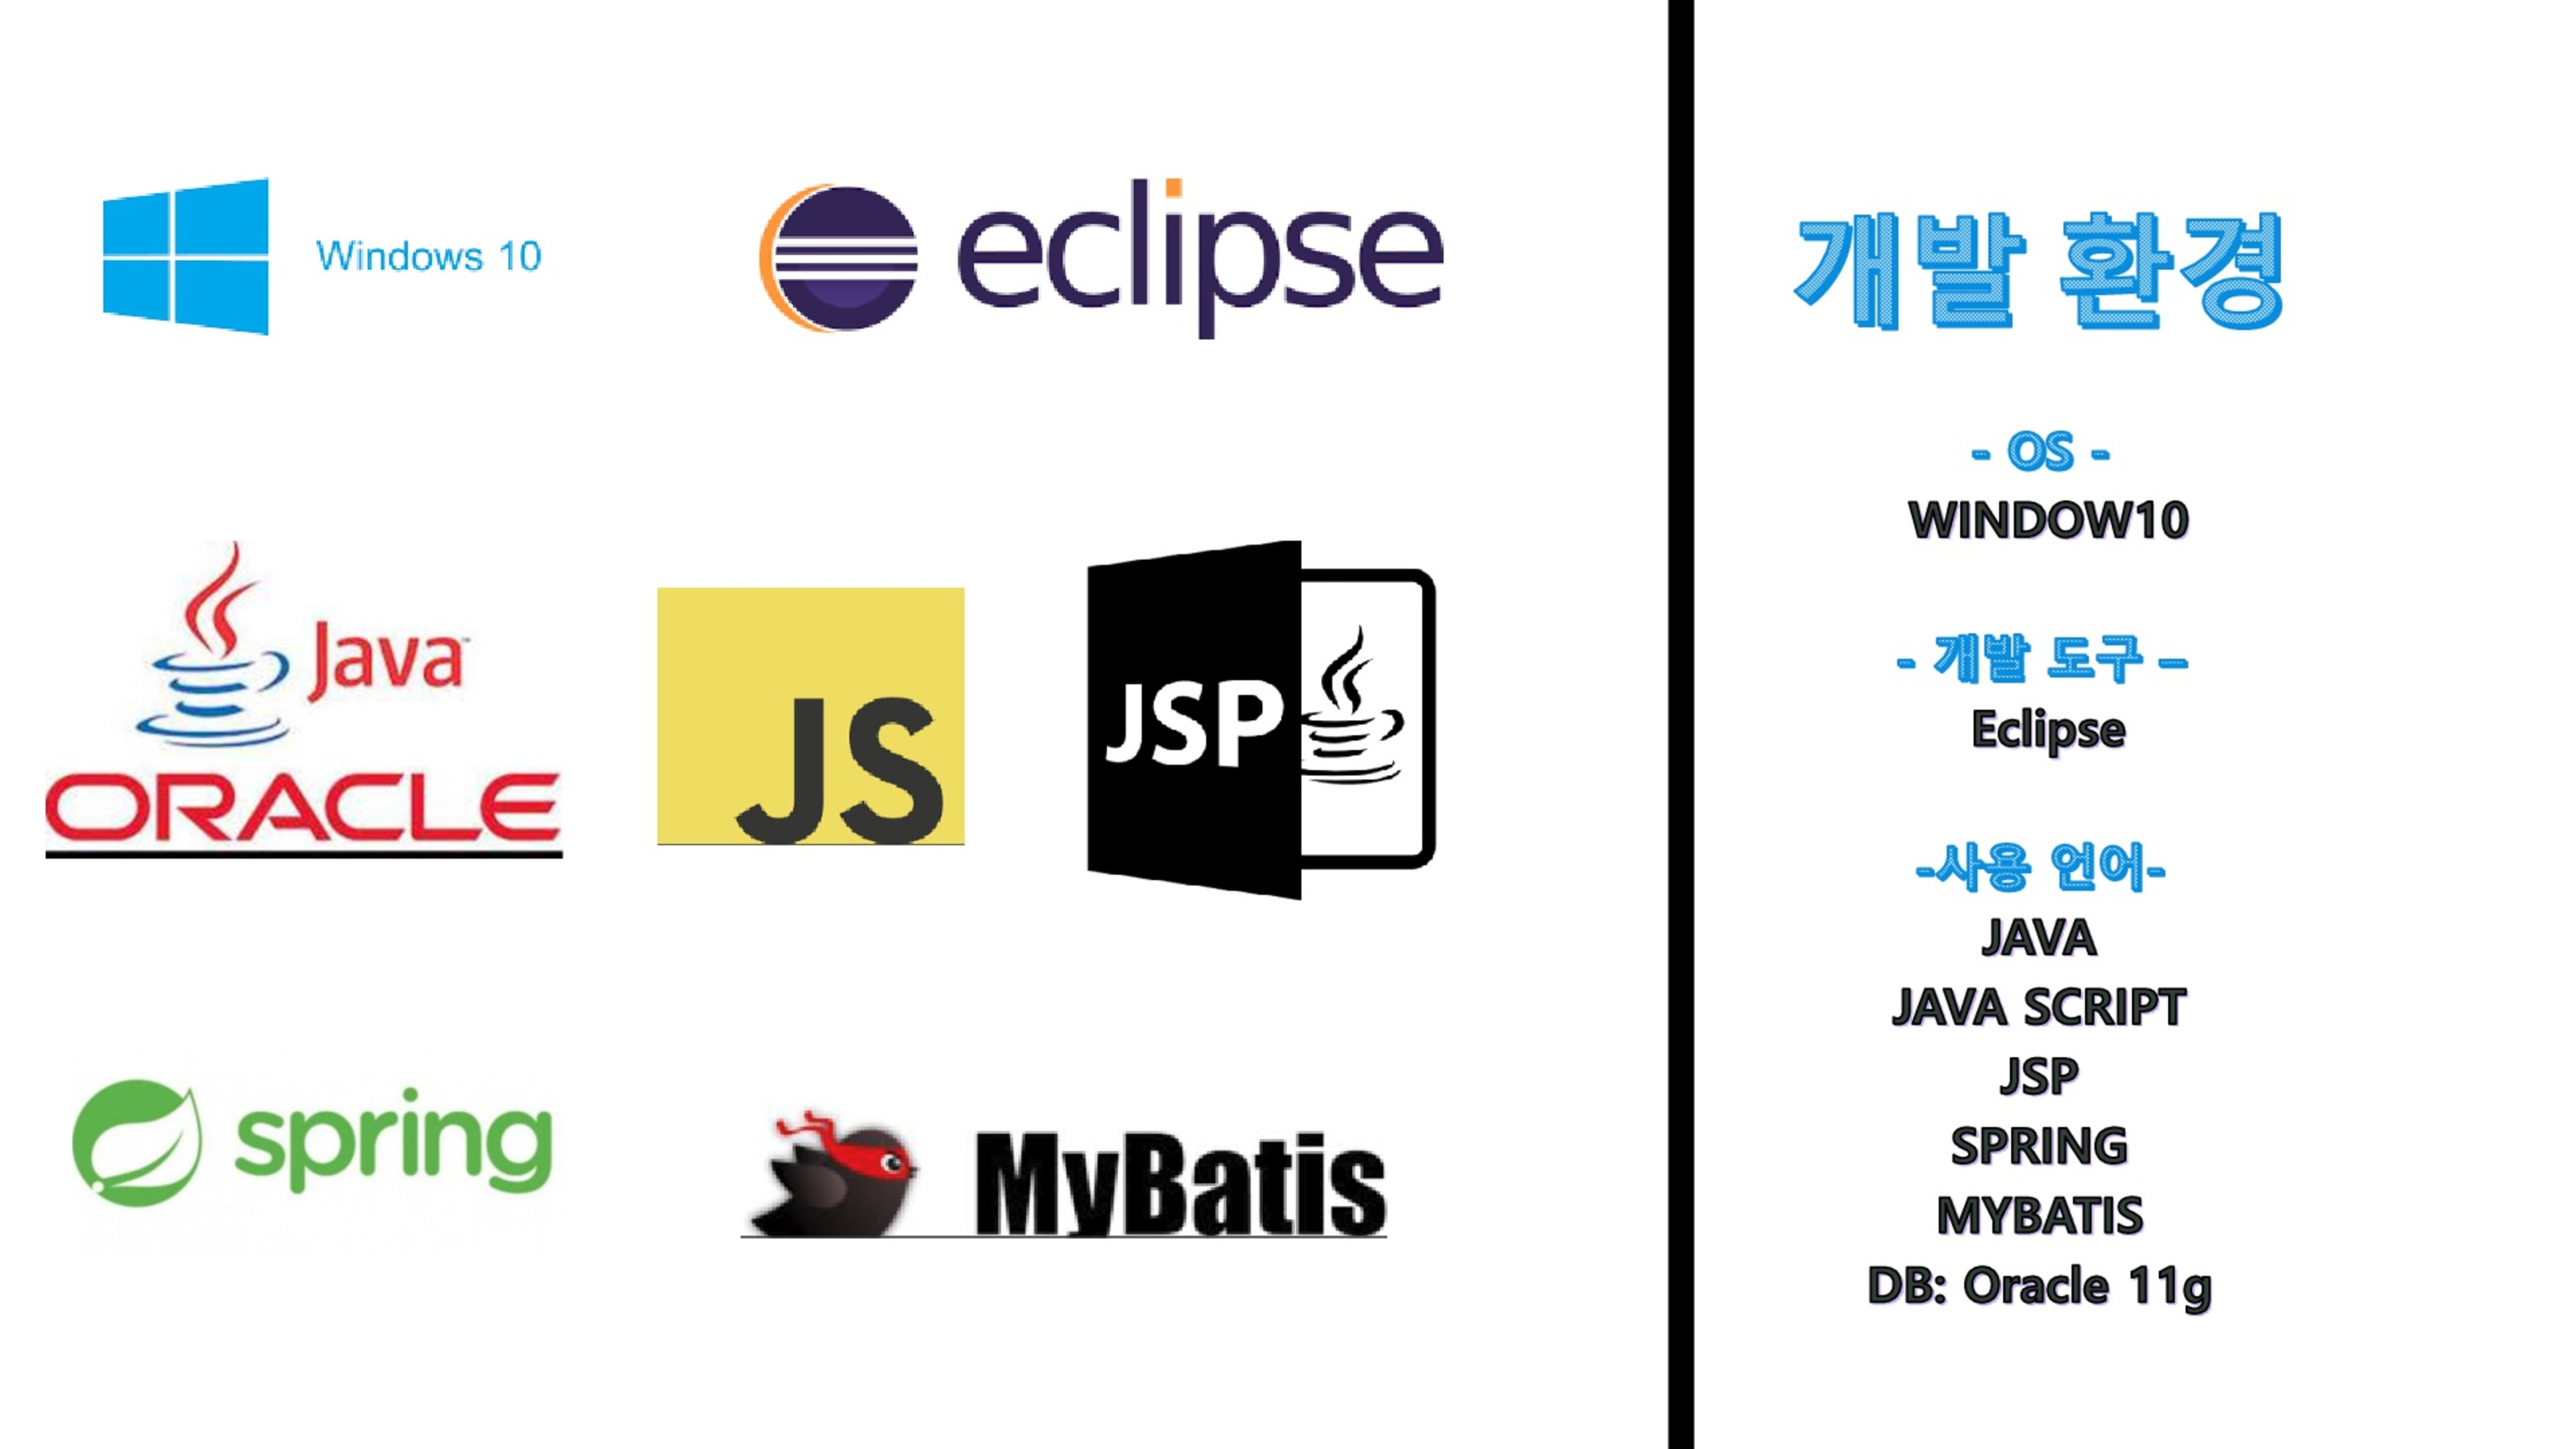 Windows 10
eclipse
Java™
ORACLE
JS
JSP
spring
MyBatis
개발 환경
- OS -
WINDOW10
- 개발 도구 –
Eclipse
-사용 언어-
JAVA
JAVA SCRIPT
JSP
SPRING
MYBATIS
DB: Oracle 11g